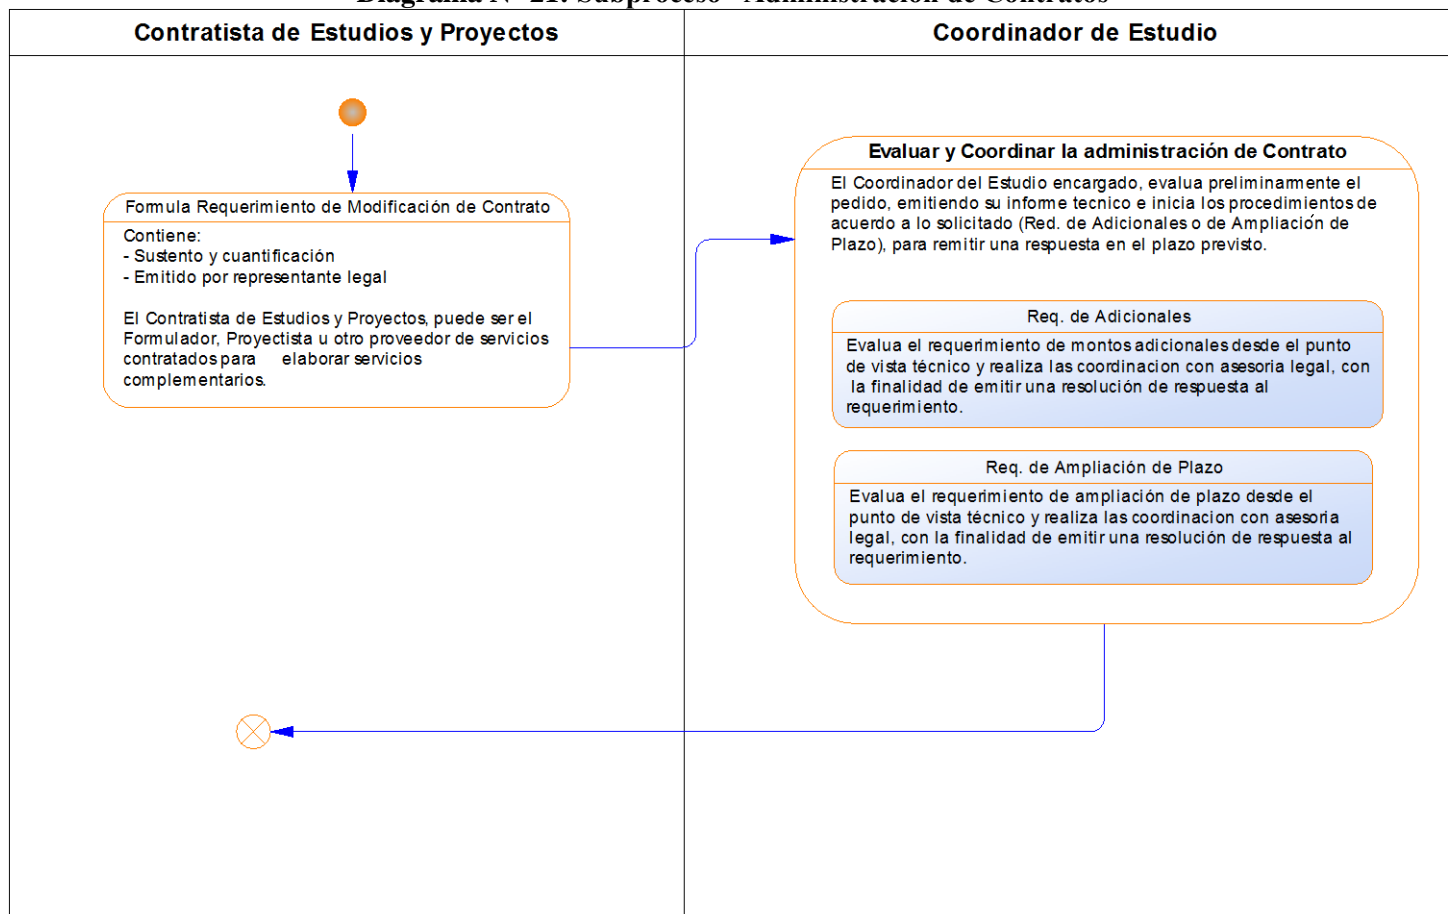 Diagrama N° 21: Subproceso "Administración de Contratos"
Contratista de Estudios y Proyectos
Coordinador de Estudio
Formula Requerimiento de Modificación de Contrato
Contiene:
- Sustento y cuantificación
- Emitido por representante legal
El Contratista de Estudios y Proyectos, puede ser el
Formulador, Proyectista u otro proveedor de servicios
contratados para elaborar servicios
complementarios.
Evaluar y Coordinar la administración de Contrato
El Coordinador del Estudio encargado, evalua preliminarmente el
pedido, emitiendo su informe tecnico e inicia los procedimientos de
acuerdo a lo solicitado (Red. de Adicionales o de Ampliación de
Plazo), para remitir una respuesta en el plazo previsto.
Req. de Adicionales
Evalua el requerimiento de montos adicionales desde el punto
de vista técnico y realiza las coordinacion con asesoria legal, con
la finalidad de emitir una resolución de respuesta al
requerimiento.
Req. de Ampliación de Plazo
Evalua el requerimiento de ampliación de plazo desde el
punto de vista técnico y realiza las coordinacion con asesoria
legal, con la finalidad de emitir una resolución de respuesta al
requerimiento.